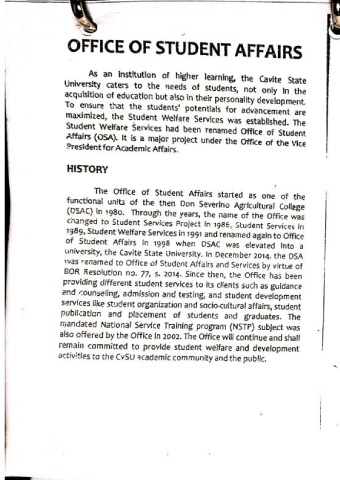 OFFICE OF STUDENT AFFAIRS
As an institution of higher learning, the Cavite State
University caters to the needs of students, not only in the
acquisition of education but also in their personality development.
To ensure that the students' potentials for advancement are
maximized, the Student Welfare Services was established. The
Student Welfare Services had been renamed Office of Student
Affairs (OSA). It is a major project under the Office of the Vice
President for Academic Affairs.
HISTORY
The Office of Student Affairs started as one of the
functional units of the then Don Severino Agricultural College
(DSAC) in 1980. Through the years, the name of the Office was
changed to Student Services Project in 1986, Student Services in
1989, Student Welfare Services in 1991 and renamed again to Office
of Student Affairs in 1998 when DSAC was elevated into a
university, the Cavite State University. In December 2014, the OSA
was renamed to Office of Student Affairs and Services by virtue of
BOR Resolution no. 77, s. 2014. Since then, the Office has been
providing different student services to its clients such as guidance
and counseling, admission and testing, and student development
services like student organization and socio-cultural affairs, student
publication and placement of students and graduates. The
mandated National Service Training program (NSTP) subject was
also offered by the Office in 2002. The Office will continue and shall
remain committed to provide student welfare and development
activities to the CvSU academic community and the public.